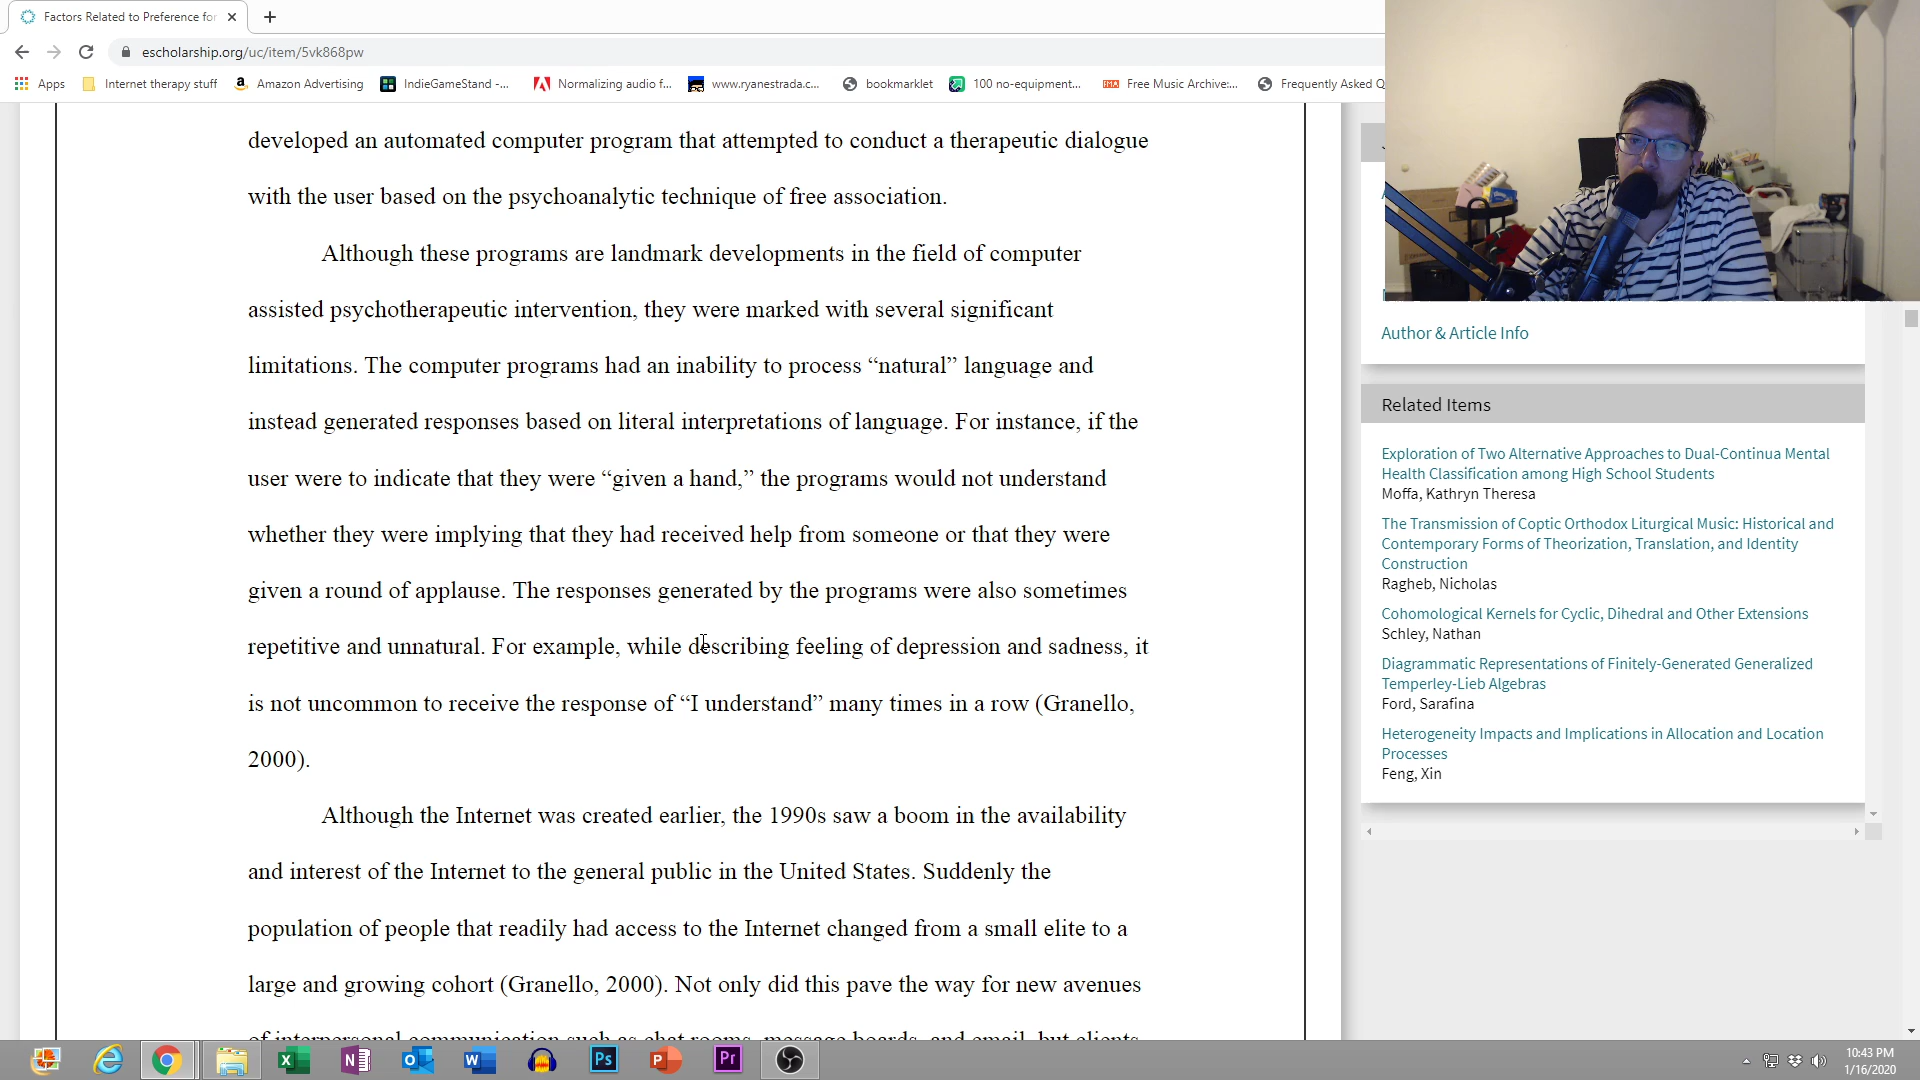 Factors Related to Preference for
escholarship.org/uc/item/5vk868pw
Apps
Internet therapy stuff
Amazon Advertising
IndieGameStand -...
Normalizing audio f...
www.ryanestrada.c...
bookmarklet
100 no-equipment...
Free Music Archive:...
Frequently Asked Q
developed an automated computer program that attempted to conduct a therapeutic dialogue
with the user based on the psychoanalytic technique of free association.
Although these programs are landmark developments in the field of computer
assisted psychotherapeutic intervention, they were marked with several significant
limitations. The computer programs had an inability to process “natural” language and
instead generated responses based on literal interpretations of language. For instance, if the
user were to indicate that they were “given a hand,” the programs would not understand
whether they were implying that they had received help from someone or that they were
given a round of applause. The responses generated by the programs were also sometimes
repetitive and unnatural. For example, while describing feeling of depression and sadness, it
is not uncommon to receive the response of “I understand” many times in a row (Granello,
2000).
Although the Internet was created earlier, the 1990s saw a boom in the availability
and interest of the Internet to the general public in the United States. Suddenly the
population of people that readily had access to the Internet changed from a small elite to a
large and growing cohort (Granello, 2000). Not only did this pave the way for new avenues
of interpersonal communication such as chat rooms, message boards, and email, but clients
Author & Article Info
Related Items
Exploration of Two Alternative Approaches to Dual-Continua Mental
Health Classification among High School Students
Moffa, Kathryn Theresa
The Transmission of Coptic Orthodox Liturgical Music: Historical and
Contemporary Forms of Theorization, Translation, and Identity
Construction
Ragheb, Nicholas
Cohomological Kernels for Cyclic, Dihedral and Other Extensions
Schley, Nathan
Diagrammatic Representations of Finitely-Generated Generalized
Temperley-Lieb Algebras
Ford, Sarafina
Heterogeneity Impacts and Implications in Allocation and Location
Processes
Feng, Xin
Ps
Pr
10:43 PM
1/16/2020